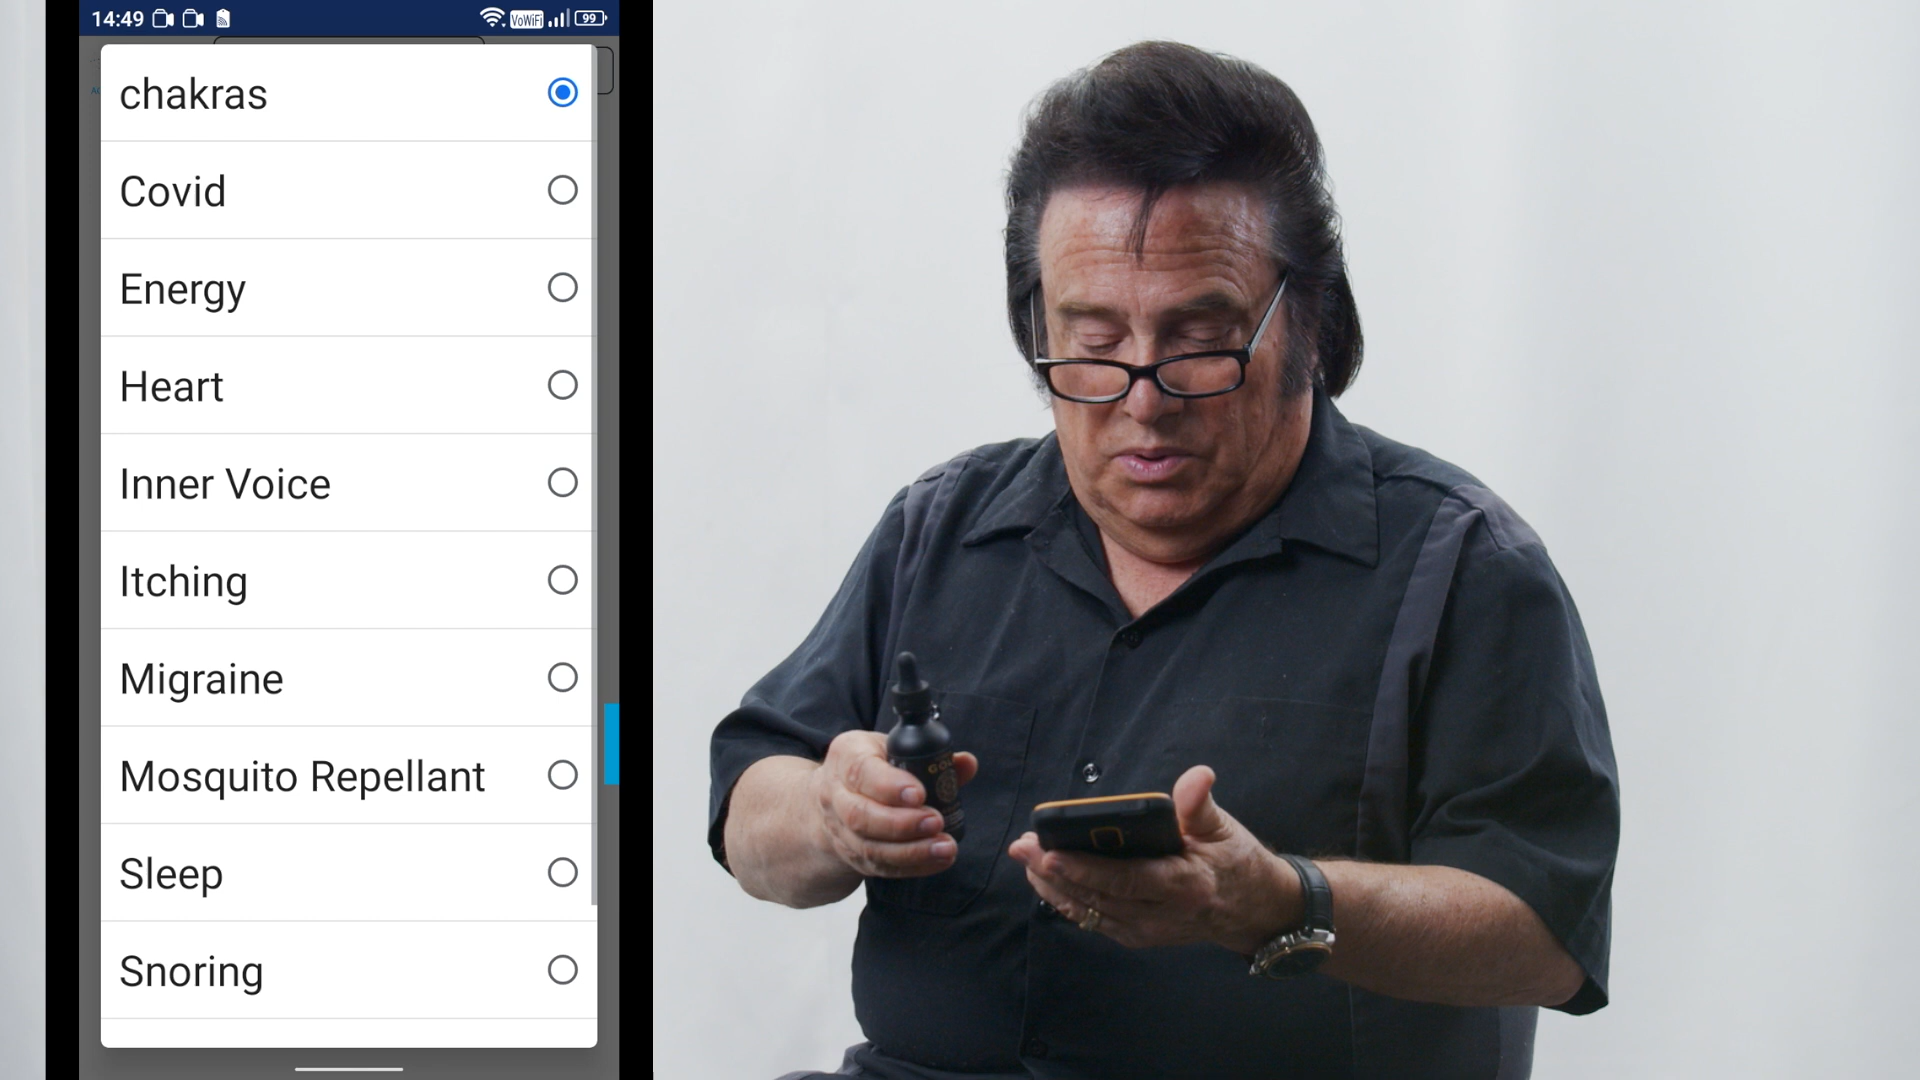 14:49
VoWiFi
99
chakras
Covid
Energy
Heart
Inner Voice
Itching
Migraine
Mosquito Repellant
Sleep
Snoring